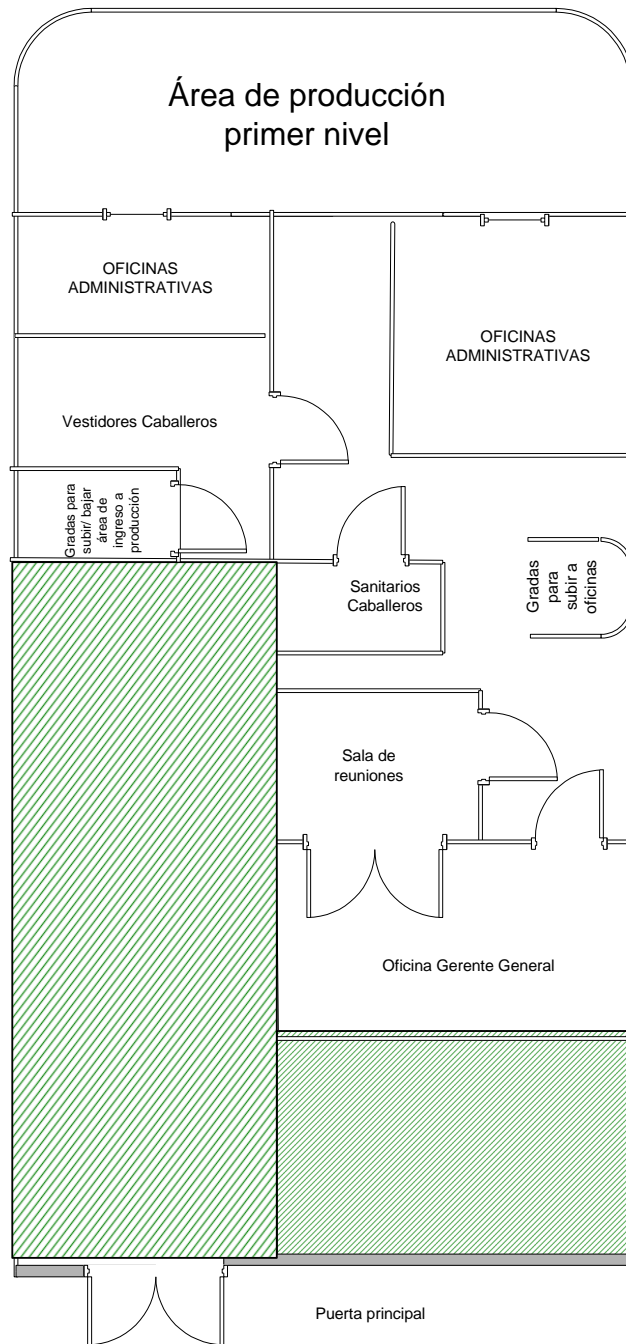 Área de producción
primer nivel
OFICINAS
ADMINISTRATIVAS
OFICINAS
ADMINISTRATIVAS
Vestidores Caballeros
Gradas para
subir/ bajar
área de
ingreso a
producción
Gradas
para
subir a
oficinas
Sanitarios
Caballeros
Sala de
reuniones
Oficina Gerente General
Puerta principal